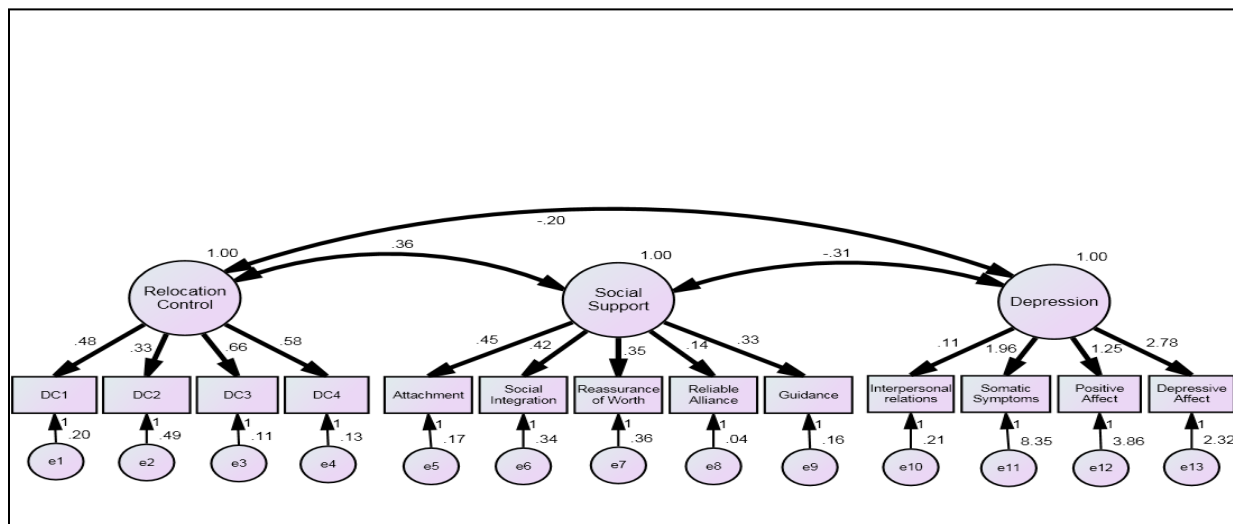 -.20
1.00
.36
1.00
-.31
1.00
Relocation
Control
Social
Support
Depression
.48
.33
.66
.58
.45
.42
.35
.14
.33
.11
1.96
1.25
2.78
DC1
DC2
DC3
DC4
Attachment
Social
Integration
Reassurance
of Worth
Reliable
Alliance
Guidance
Interpersonal
relations
Somatic
Symptoms
Positive
Affect
Depressive
Affect
1
1
1
1
1
1
1
1
1
1
1
1
1
.20
.49
.11
.13
.17
.34
.36
.04
.16
.21
8.35
3.86
2.32
e1
e2
e3
e4
e5
e6
e7
e8
e9
e10
e11
e12
e13